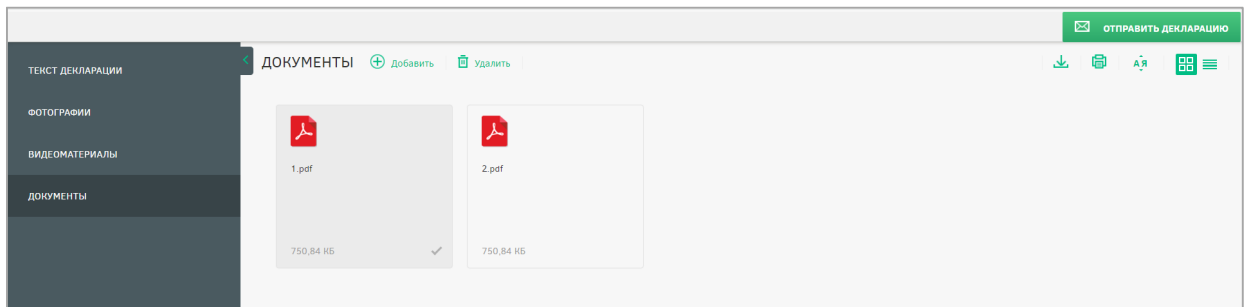 ОТПРАВИТЬ ДЕКЛАРАЦИЮ
ТЕКСТ ДЕКЛАРАЦИИ
ФОТОГРАФИИ
ВИДЕОМАТЕРИАЛЫ
ДОКУМЕНТЫ
ДОКУМЕНТЫ Добавить Удалить АЯ
1.pdf 2.pdf
750,84 КБ 750,84 КБ